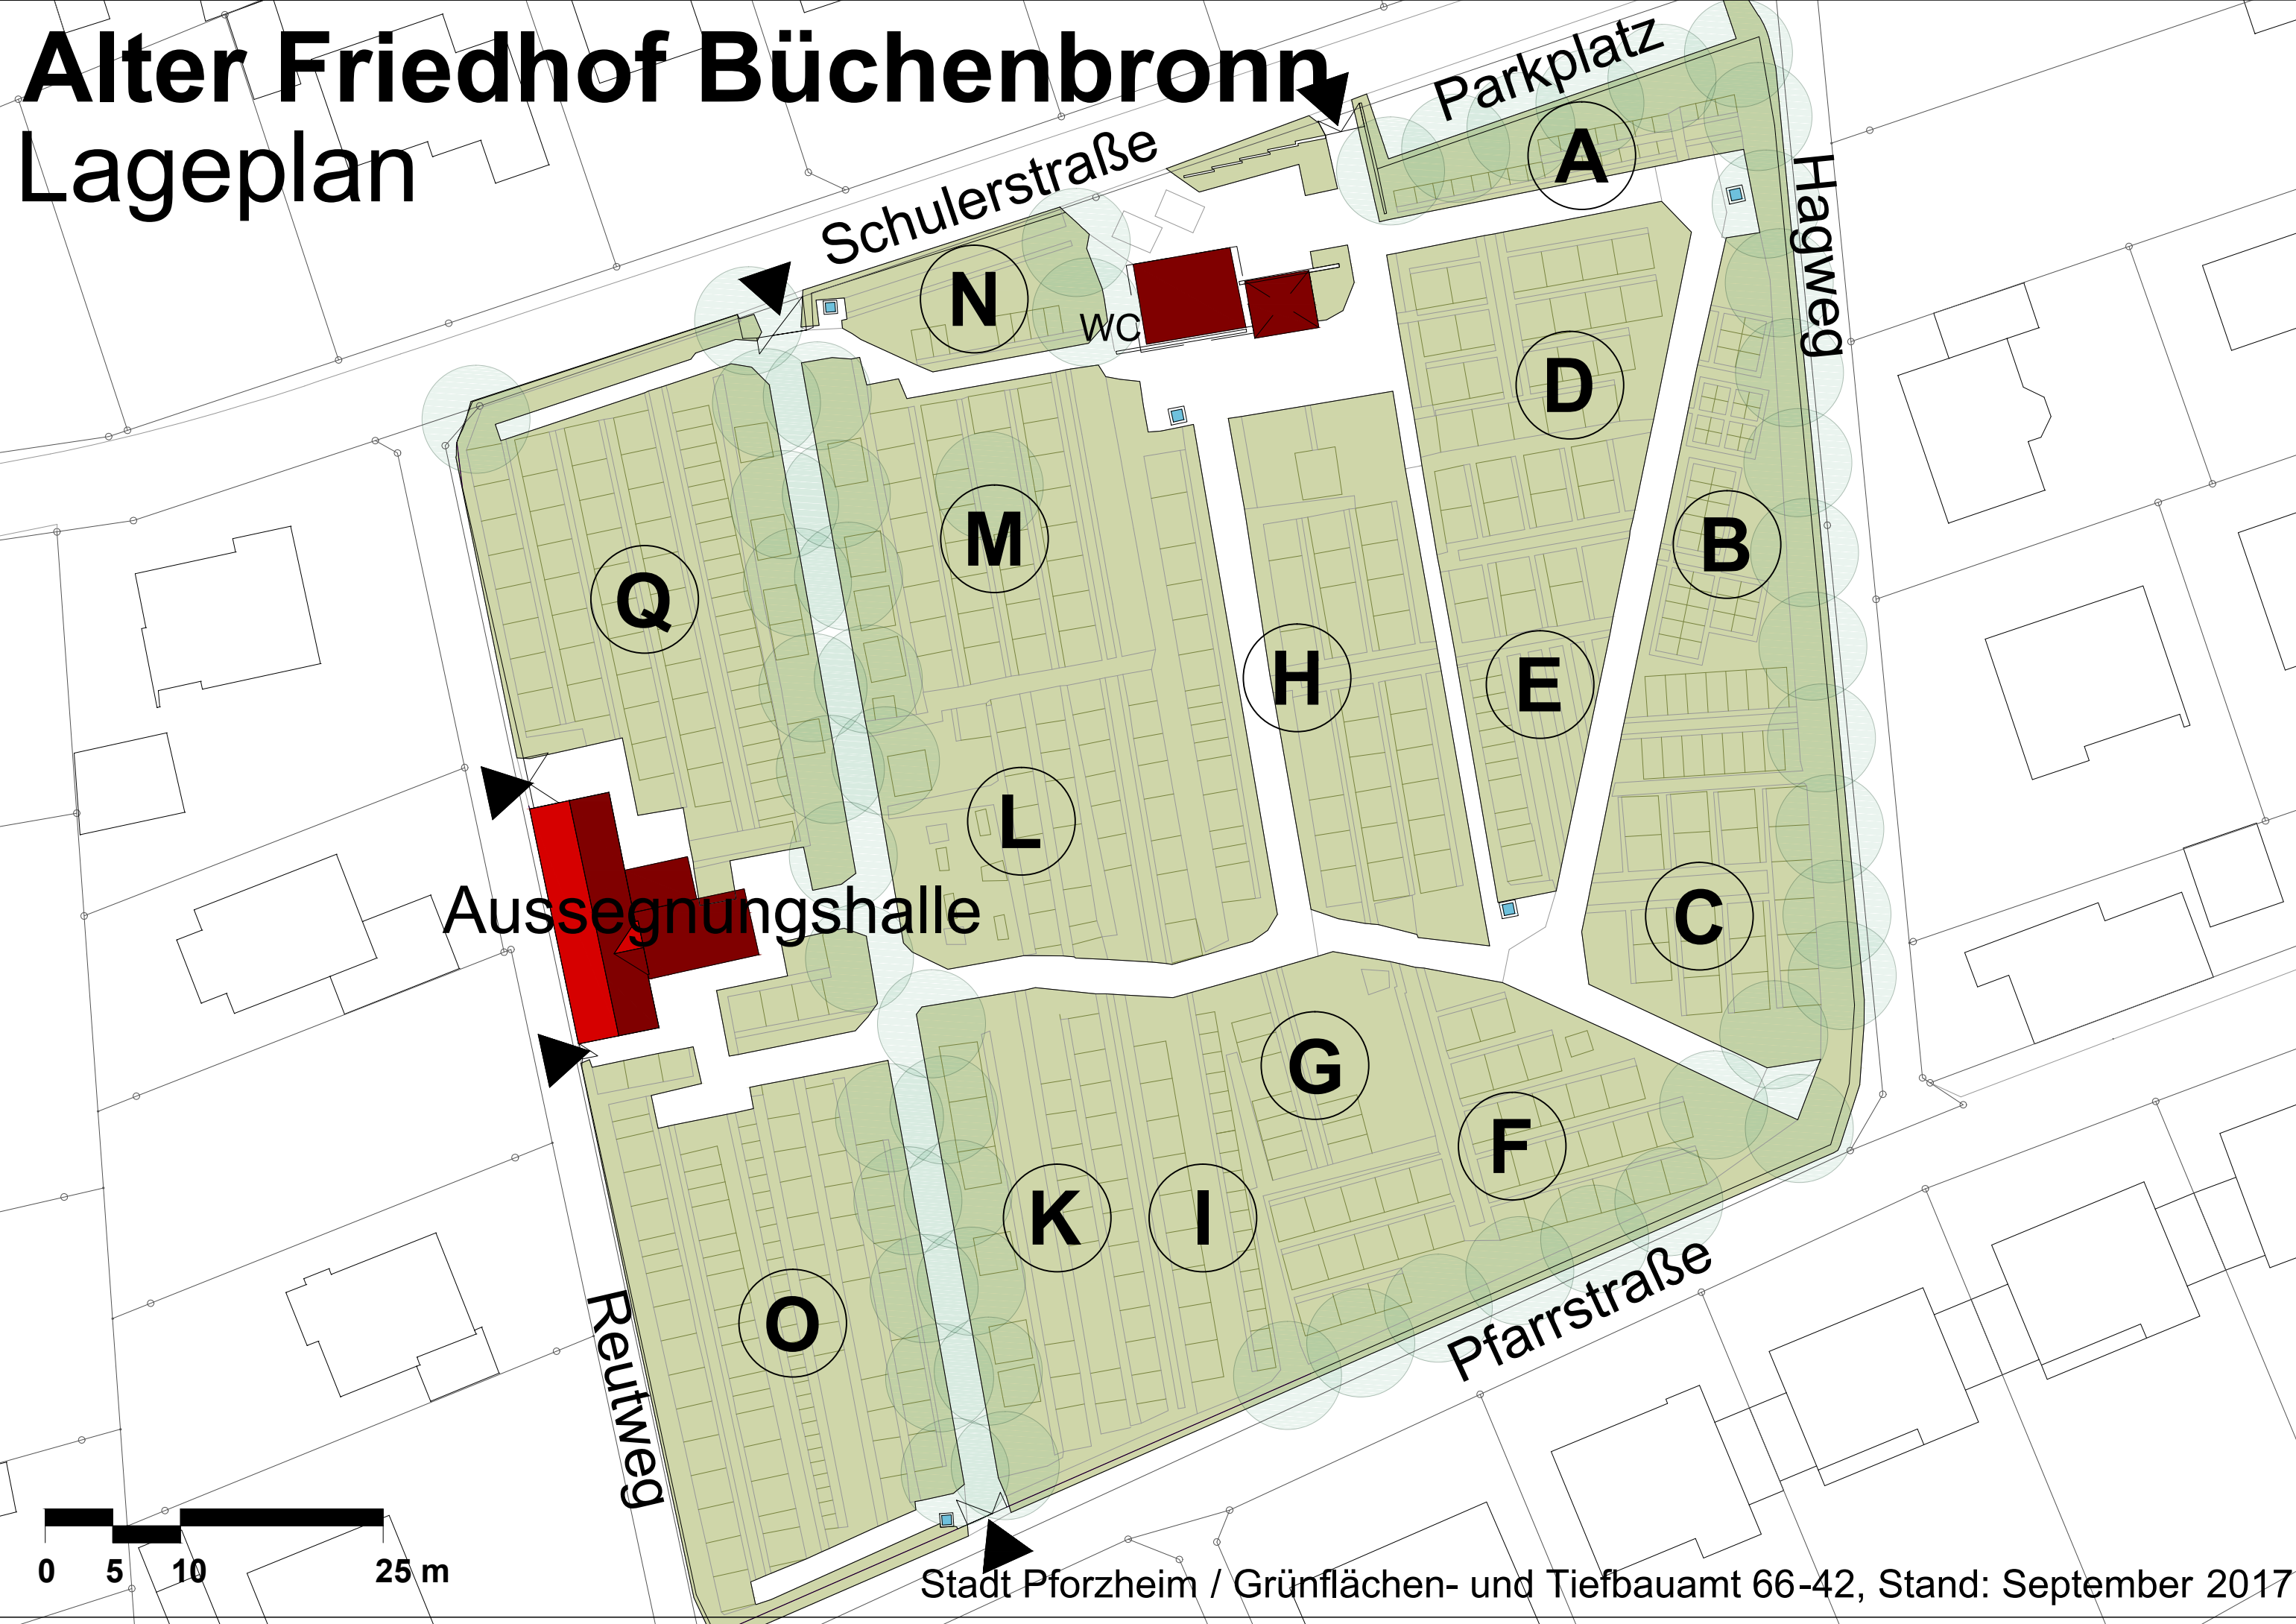 Alter Friedhof Büchenbronn
Lageplan
Parkplatz
Schulerstraße
Hagweg
A
N
WC
D
M
B
Q
H
E
L
C
Aussegnungshalle
G
F
K
I
O
Reutweg
Pfarrstraße
0 5 10 25 m
Stadt Pforzheim / Grünflächen- und Tiefbauamt 66-42, Stand: September 2017